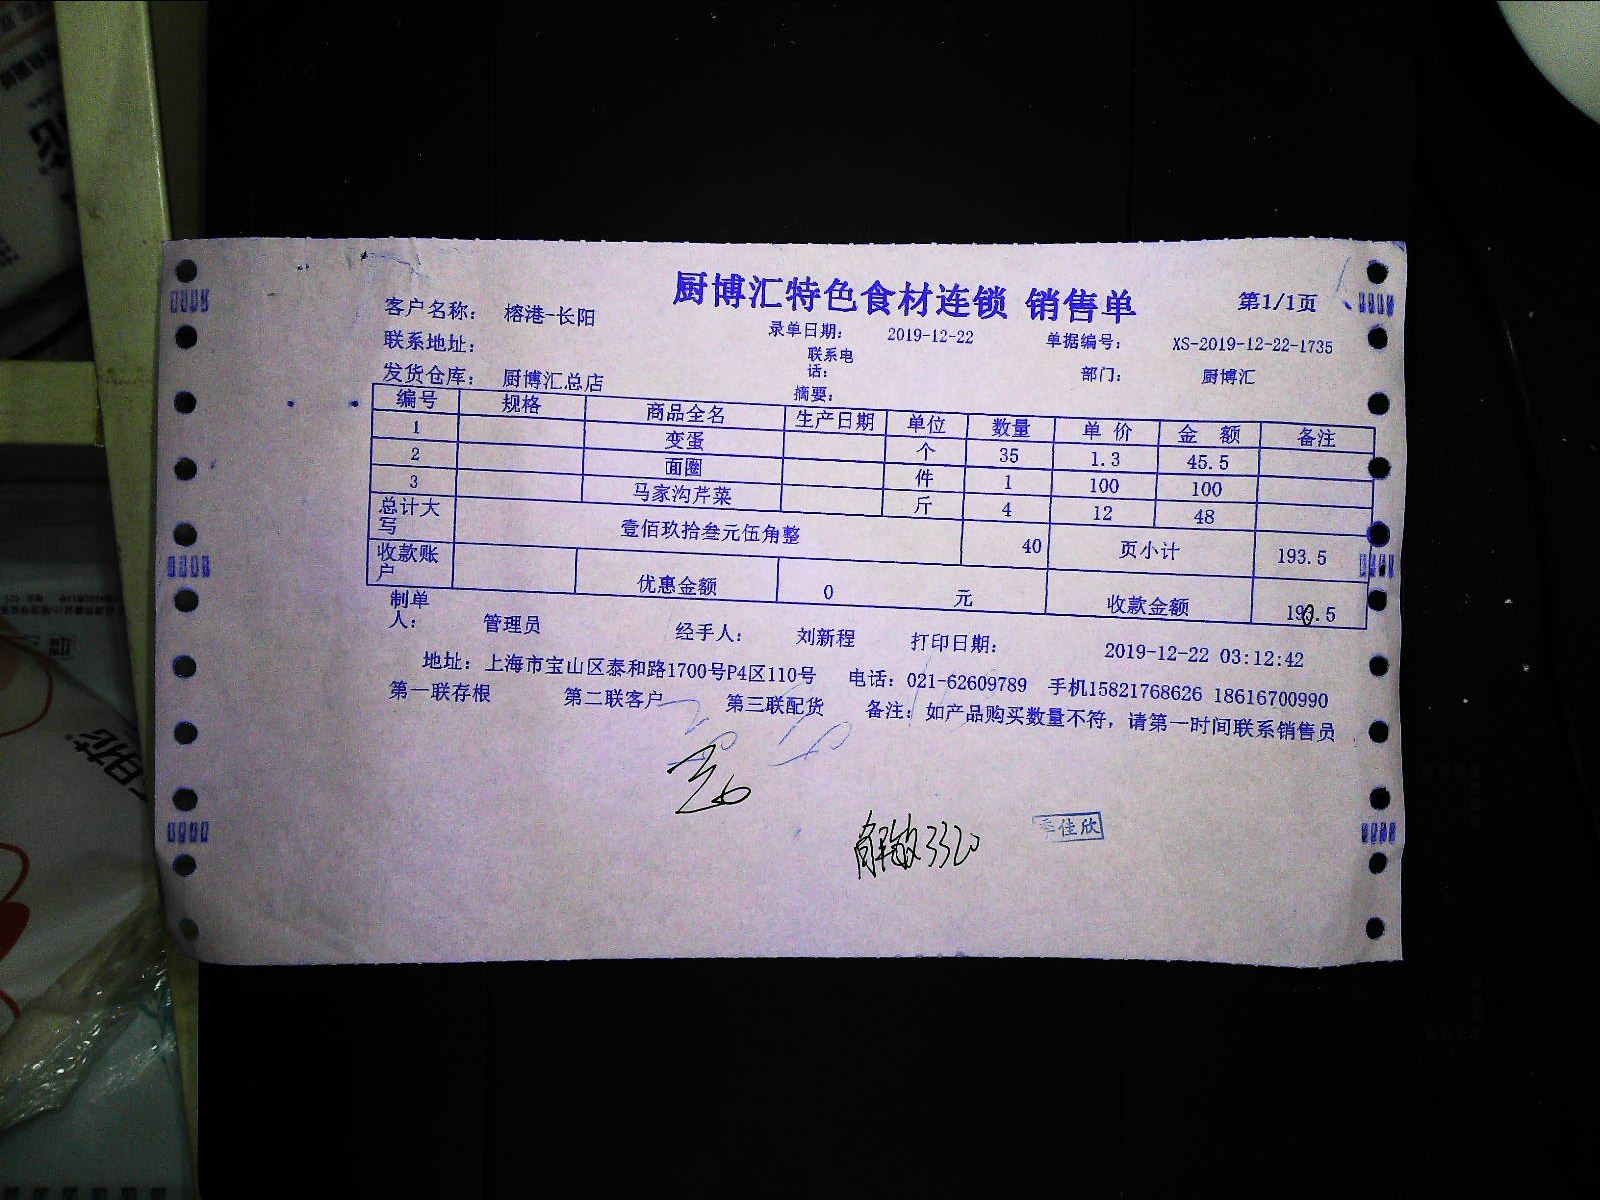 厨博汇特色食材连锁 销售单
第1/1页
客户名称： 榕港-长阳
录单日期： 2019-12-22 单据编号： XS-2019-12-22-1735
联系地址：
联系电话：
部门： 厨博汇
发货仓库： 厨博汇总店
摘要：
编号 规格 商品全名 生产日期 单位 数量 单 价 金 额 备注
1 变蛋 个 35 1.3 45.5
2 面圈 件 1 100 100
3 马家沟芹菜 斤 4 12 48
总计大写 壹佰玖拾叁元伍角整 40 页小计 193.5
收款账户 优惠金额 0 元 收款金额 193.5
制单人： 管理员 经手人： 刘新程 打印日期： 2019-12-22 03:12:42
地址：上海市宝山区泰和路1700号P4区110号 电话：021-62609789 手机15821768626 18616700990
第一联存根 第二联客户 第三联配货 备注：如产品购买数量不符，请第一时间联系销售员
3320
佳欣